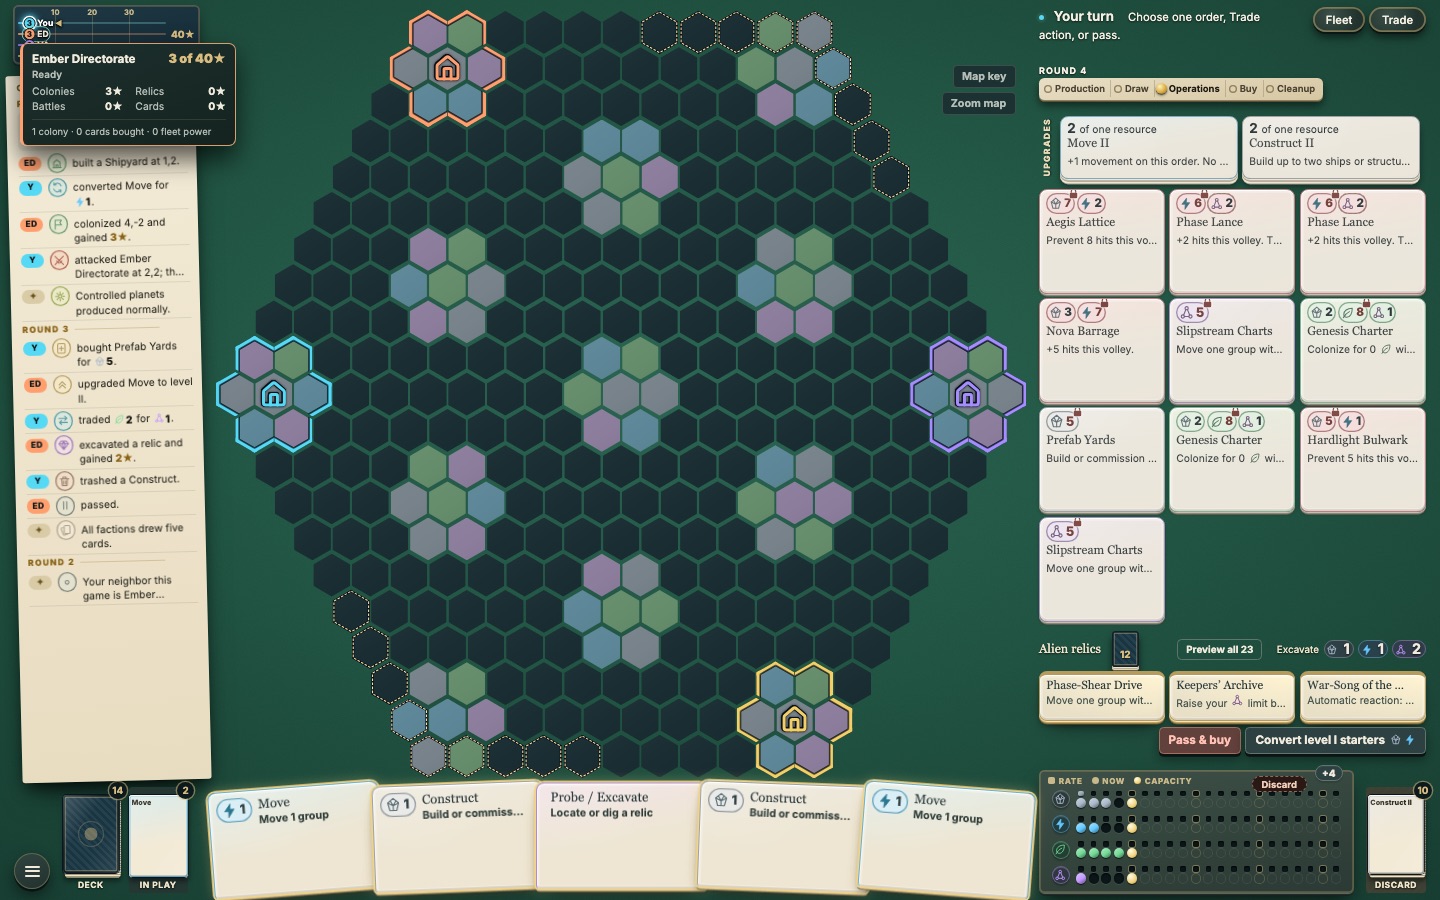 10 20 30
3 You
3 ED 40★
Ember Directorate 3 of 40★
Ready
Colonies 3★ Relics 0★
Battles 0★ Cards 0★
1 colony · 0 cards bought · 0 fleet power
ED built a Shipyard at 1,2.
Y converted Move for
1.
ED colonized 4,-2 and
gained 3★.
Y attacked Ember
Directorate at 2,2; th...
Controlled planets
produced normally.
ROUND 3
Y bought Prefab Yards
for 5.
ED upgraded Move to level
II.
Y traded 2 for 1.
ED excavated a relic and
gained 2★.
Y trashed a Construct.
ED passed.
All factions drew five
cards.
ROUND 2
Your neighbor this
game is Ember...
Map key
Zoom map
Your turn Choose one order, Trade
action, or pass.
Fleet
Trade
ROUND 4
Production Draw Operations Buy Cleanup
UPGRADES
2 of one resource
Move II
+1 movement on this order. No ...
2 of one resource
Construct II
Build up to two ships or structu...
7 2
Aegis Lattice
Prevent 8 hits this vo...
6 2
Phase Lance
+2 hits this volley. T...
6 2
Phase Lance
+2 hits this volley. T...
3 7
Nova Barrage
+5 hits this volley.
5
Slipstream Charts
Move one group wit...
2 8 1
Genesis Charter
Colonize for 0 wi...
5
Prefab Yards
Build or commission ...
2 8 1
Genesis Charter
Colonize for 0 wi...
5 1
Hardlight Bulwark
Prevent 5 hits this vo...
5
Slipstream Charts
Move one group wit...
Alien relics 12
Preview all 23
Excavate 1 1 2
Phase-Shear Drive
Move one group wit...
Keepers' Archive
Raise your limit b...
War-Song of the ...
Automatic reaction: ...
Pass & buy
Convert level I starters
14
DECK
Move
2
IN PLAY
1 Move
Move 1 group
1 Construct
Build or commiss...
Probe / Excavate
Locate or dig a relic
1 Construct
Build or commiss...
1 Move
Move 1 group
RATE NOW CAPACITY
+4
Discard
Construct II
10
DISCARD